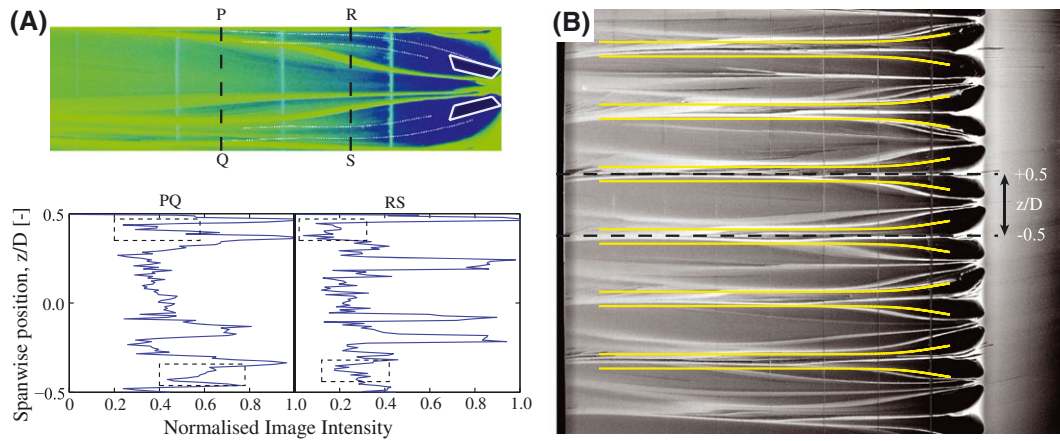 (A)
P
R
Q
S
PQ
RS
0.5
0.0
−0.5
Spanwise position, z/D [-]
0
0.2
0.4
0.6
0.8
1.0
0.2
0.4
0.6
0.8
1.0
Normalised Image Intensity
(B)
+0.5
z/D
-0.5